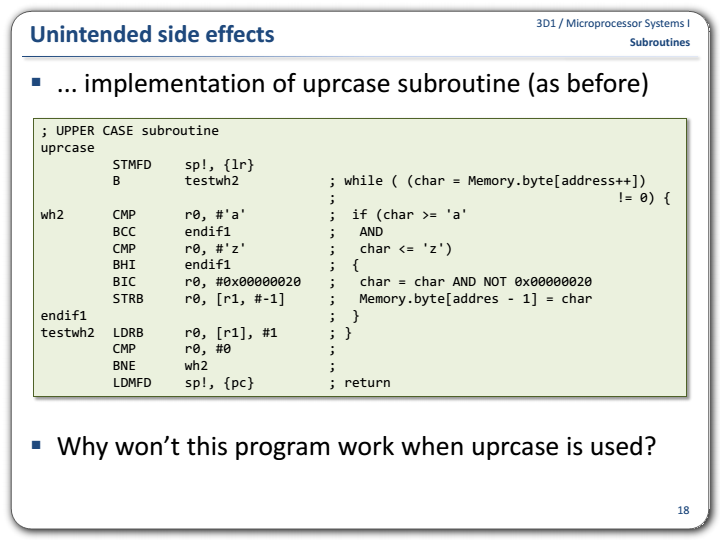 Unintended side effects
3D1 / Microprocessor Systems I
Subroutines
... implementation of uprcase subroutine (as before)
; UPPER CASE subroutine
uprcase
STMFD sp!, {lr}
B testwh2 ; while ( (char = Memory.byte[address++])
; != 0) {
wh2 CMP r0, #'a' ; if (char >= 'a'
BCC endif1 ; AND
CMP r0, #'z' ; char <= 'z')
BHI endif1 ; {
BIC r0, #0x00000020 ; char = char AND NOT 0x00000020
STRB r0, [r1, #-1] ; Memory.byte[addres - 1] = char
endif1 ; }
testwh2 LDRB r0, [r1], #1 ; }
CMP r0, #0 ;
BNE wh2 ;
LDMFD sp!, {pc} ; return
Why won’t this program work when uprcase is used?
18